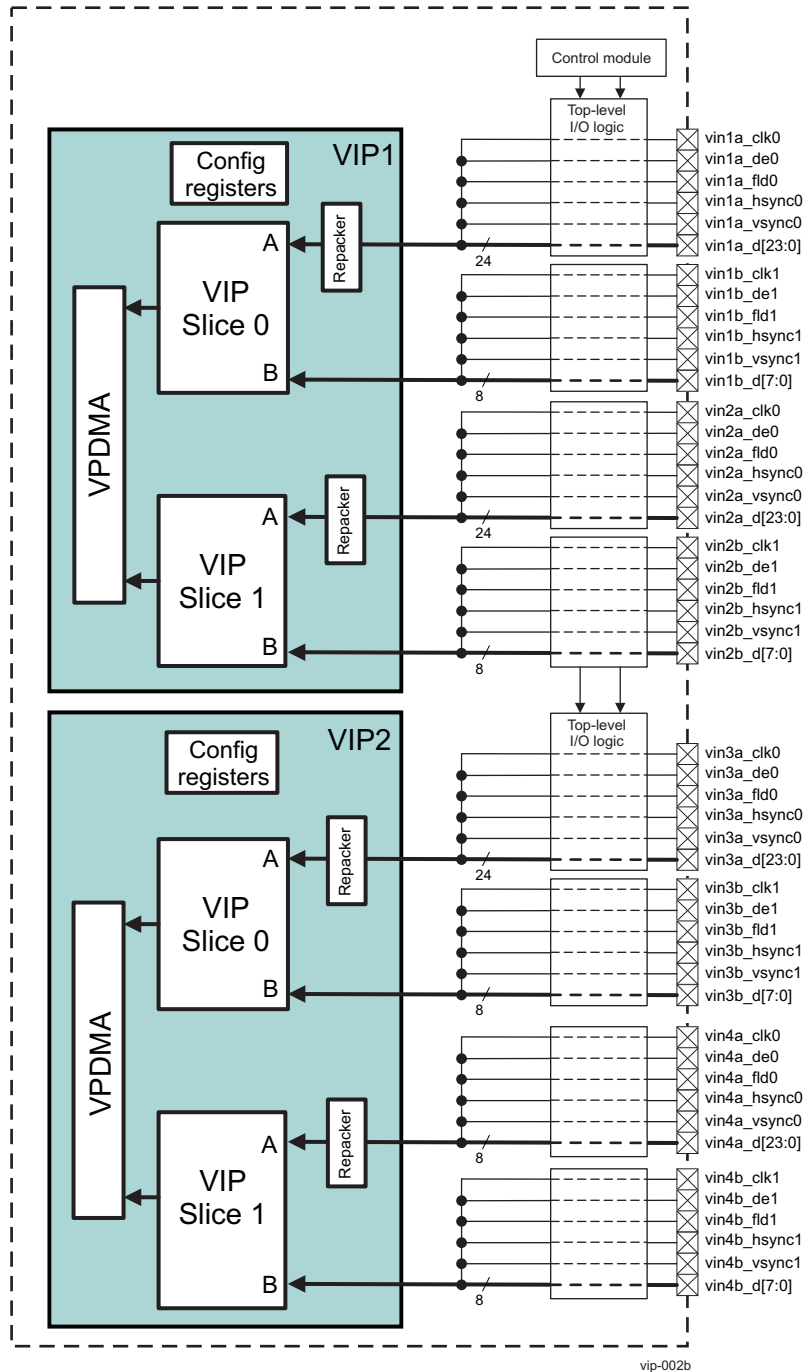 Control module
Top-level
I/O logic
vin1a_clk0
vin1a_de0
vin1a_fld0
vin1a_hsync0
vin1a_vsync0
vin1a_d[23:0]
24
VIP1
Config
registers
Repacker
A
VIP
Slice 0
B
vin1b_clk1
vin1b_de1
vin1b_fld1
vin1b_hsync1
vin1b_vsync1
vin1b_d[7:0]
8
VPDMA
vin2a_clk0
vin2a_de0
vin2a_fld0
vin2a_hsync0
vin2a_vsync0
vin2a_d[23:0]
24
Repacker
A
VIP
Slice 1
B
vin2b_clk1
vin2b_de1
vin2b_fld1
vin2b_hsync1
vin2b_vsync1
vin2b_d[7:0]
8
Top-level
I/O logic
vin3a_clk0
vin3a_de0
vin3a_fld0
vin3a_hsync0
vin3a_vsync0
vin3a_d[23:0]
24
VIP2
Config
registers
Repacker
A
VIP
Slice 0
B
vin3b_clk1
vin3b_de1
vin3b_fld1
vin3b_hsync1
vin3b_vsync1
vin3b_d[7:0]
8
VPDMA
vin4a_clk0
vin4a_de0
vin4a_fld0
vin4a_hsync0
vin4a_vsync0
vin4a_d[23:0]
8
Repacker
A
VIP
Slice 1
B
vin4b_clk1
vin4b_de1
vin4b_fld1
vin4b_hsync1
vin4b_vsync1
vin4b_d[7:0]
8
vip-002b